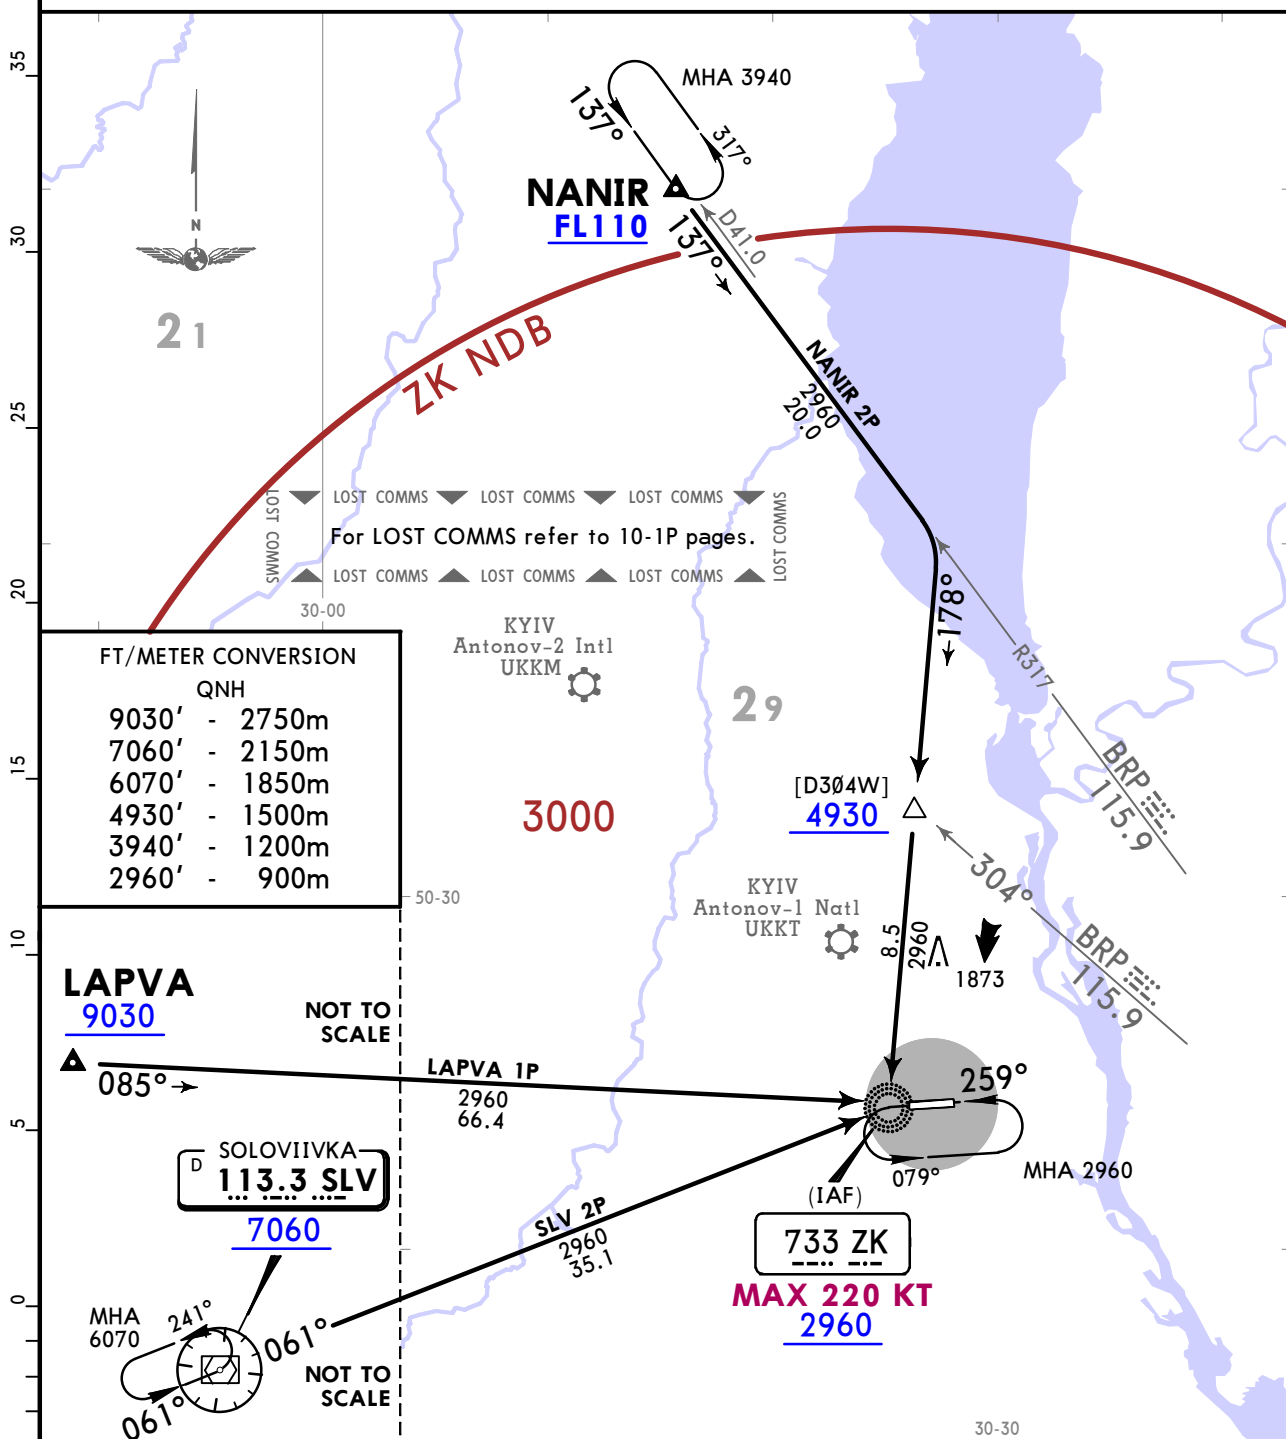 35
30
25
20
15
10
5
0
MHA 3940
137°
317°
NANIR
FL110
D41.0
137°
N
21
ZK NDB
NANIR 2P
2960
20.0
LOST COMMS LOST COMMS LOST COMMS
LOST COMMS
For LOST COMMS refer to 10-1P pages.
LOST COMMS
LOST COMMS LOST COMMS LOST COMMS
30-00
178°
KYIV
Antonov-2 Intl
UKKM
R317
29
BRP
115.9
FT/METER CONVERSION
QNH
9030' - 2750m
7060' - 2150m
6070' - 1850m
4930' - 1500m
3940' - 1200m
2960' - 900m
[D304W]
4930
3000
304°
50-30
KYIV
Antonov-1 Natl
UKKT
8.5
2960
1873
BRP
115.9
LAPVA
9030
NOT TO
SCALE
085°
LAPVA 1P
2960
66.4
259°
079°
MHA 2960
SOLOVIIVKA
D 113.3 SLV
7060
(IAF)
733 ZK
MAX 220 KT
2960
SLV 2P
2960
35.1
MHA
6070
241°
061°
061°
NOT TO
SCALE
30-30